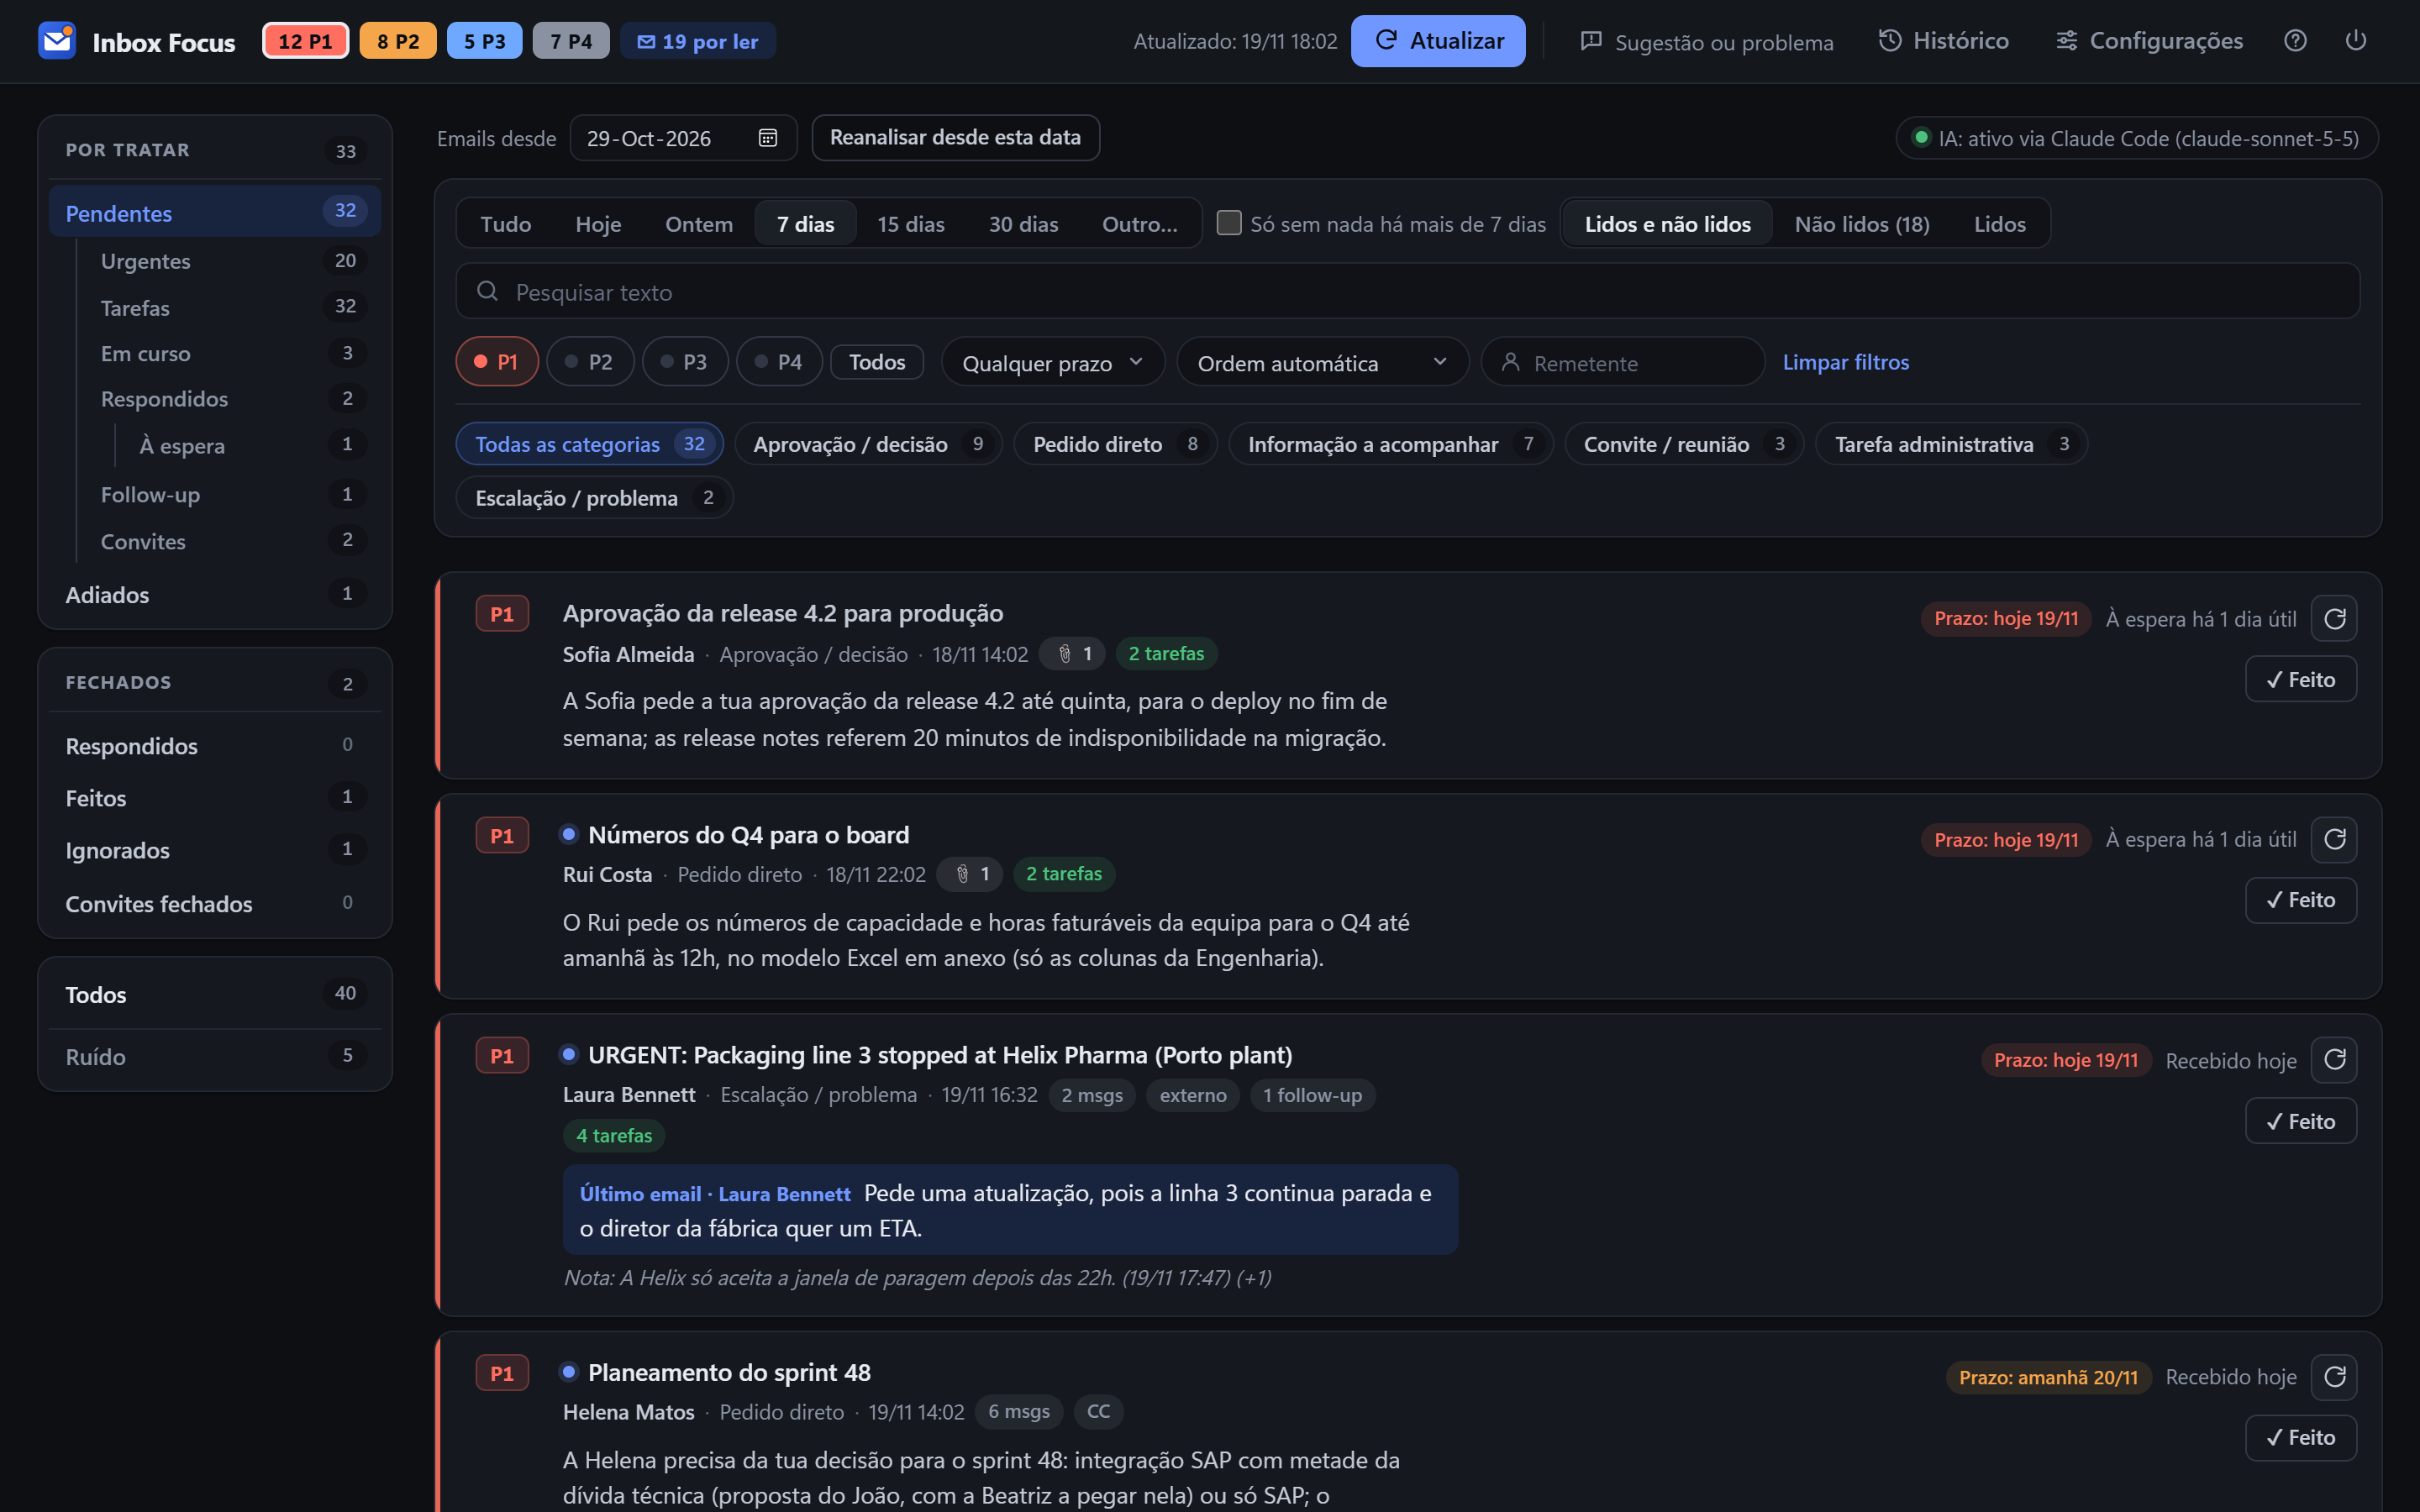 Inbox Focus
12 P1
8 P2
5 P3
7 P4
19 por ler
Atualizado: 19/11 18:02
Atualizar
Sugestão ou problema
Histórico
Configurações
POR TRATAR 33
Pendentes 32
Urgentes 20
Tarefas 32
Em curso 3
Respondidos 2
À espera 1
Follow-up 1
Convites 2
Adiados 1
FECHADOS 2
Respondidos 0
Feitos 1
Ignorados 1
Convites fechados 0
Todos 40
Ruído 5
Emails desde 29-Oct-2026 Reanalisar desde esta data
IA: ativo via Claude Code (claude-sonnet-5-5)
Tudo Hoje Ontem 7 dias 15 dias 30 dias Outro... Só sem nada há mais de 7 dias Lidos e não lidos Não lidos (18) Lidos
Pesquisar texto
P1 P2 P3 P4 Todos Qualquer prazo Ordem automática Remetente Limpar filtros
Todas as categorias 32 Aprovação / decisão 9 Pedido direto 8 Informação a acompanhar 7 Convite / reunião 3 Tarefa administrativa 3
Escalação / problema 2
P1 Aprovação da release 4.2 para produção
Prazo: hoje 19/11 À espera há 1 dia útil
Sofia Almeida · Aprovação / decisão · 18/11 14:02 1 2 tarefas
✓ Feito
A Sofia pede a tua aprovação da release 4.2 até quinta, para o deploy no fim de
semana; as release notes referem 20 minutos de indisponibilidade na migração.
P1 Números do Q4 para o board
Prazo: hoje 19/11 À espera há 1 dia útil
Rui Costa · Pedido direto · 18/11 22:02 1 2 tarefas
✓ Feito
O Rui pede os números de capacidade e horas faturáveis da equipa para o Q4 até
amanhã às 12h, no modelo Excel em anexo (só as colunas da Engenharia).
P1 URGENT: Packaging line 3 stopped at Helix Pharma (Porto plant)
Prazo: hoje 19/11 Recebido hoje
Laura Bennett · Escalação / problema · 19/11 16:32 2 msgs externo 1 follow-up
4 tarefas
✓ Feito
Último email · Laura Bennett Pede uma atualização, pois a linha 3 continua parada e
o diretor da fábrica quer um ETA.
Nota: A Helix só aceita a janela de paragem depois das 22h. (19/11 17:47) (+1)
P1 Planeamento do sprint 48
Prazo: amanhã 20/11 Recebido hoje
Helena Matos · Pedido direto · 19/11 14:02 6 msgs CC
✓ Feito
A Helena precisa da tua decisão para o sprint 48: integração SAP com metade da
dívida técnica (proposta do João, com a Beatriz a pegar nela) ou só SAP; o